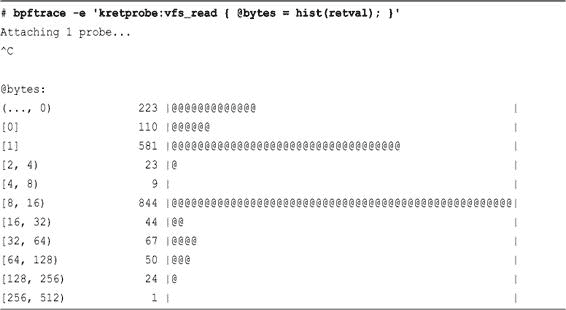 # bpftrace -e 'kretprobe:vfs_read { @bytes = hist(retval); }'
Attaching 1 probe...
^C
@bytes:
(..., 0) 223 |@@@@@@@@@@@@@ |
[0] 110 |@@@@@@ |
[1] 581 |@@@@@@@@@@@@@@@@@@@@@@@@@@@@@@@@@@@ |
[2, 4) 23 |@ |
[4, 8) 9 | |
[8, 16) 844 |@@@@@@@@@@@@@@@@@@@@@@@@@@@@@@@@@@@@@@@@@@@@@@@@@@@@|
[16, 32) 44 |@@ |
[32, 64) 67 |@@@@ |
[64, 128) 50 |@@@ |
[128, 256) 24 |@ |
[256, 512) 1 | |